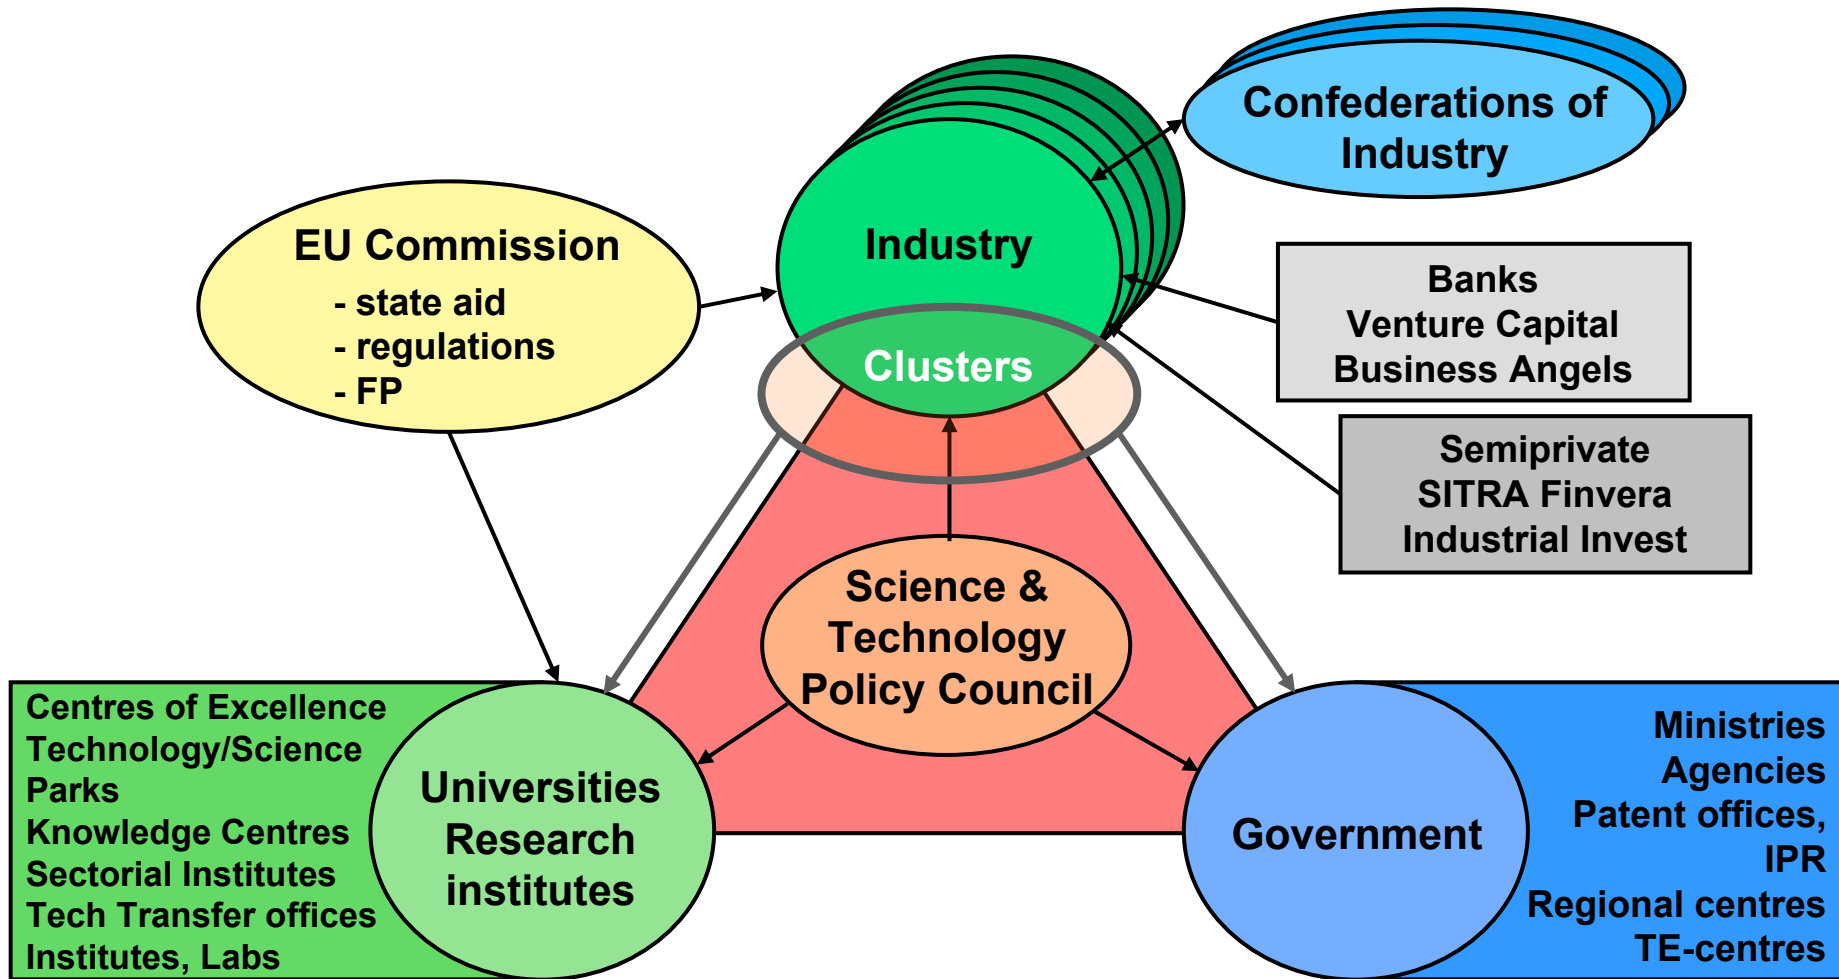 Confederations of
Industry
EU Commission
- state aid
- regulations
- FP
Industry
Clusters
Banks
Venture Capital
Business Angels
Semiprivate
SITRA Finvera
Industrial Invest
Science &
Technology
Policy Council
Centres of Excellence
Technology/Science
Parks
Knowledge Centres
Sectorial Institutes
Tech Transfer offices
Institutes, Labs
Universities
Research
institutes
Government
Ministries
Agencies
Patent offices,
IPR
Regional centres
TE-centres